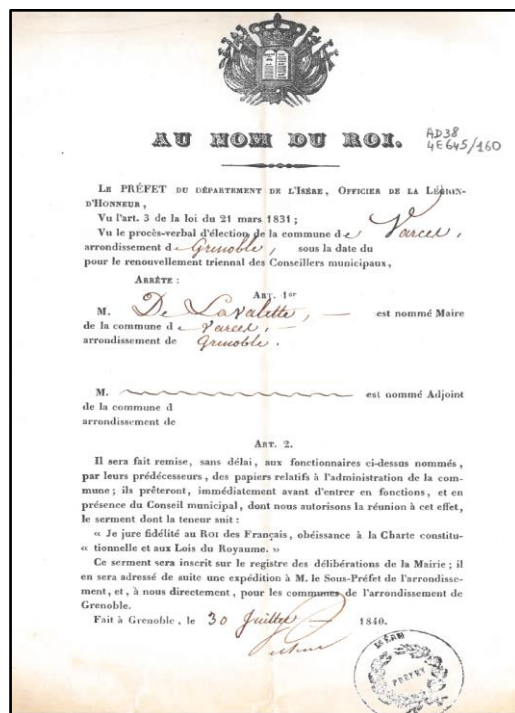 AU NOM DU ROI.
AD38
4E645/160
LE PRÉFET DU DÉPARTEMENT DE L'ISÈRE, OFFICIER DE LA LÉGION-
D'HONNEUR,
Vu l'art. 3 de la loi du 21 mars 1831 ;
Vu le procès-verbal d'élection de la commune de Varces,
arrondissement de Grenoble, sous la date du
pour le renouvellement triennal des Conseillers municipaux,
ARRÊTE :
ART. 1er
M. De Lavalette, — est nommé Maire
de la commune de Varces, —
arrondissement de Grenoble.
M. est nommé Adjoint
de la commune d
arrondissement de
ART. 2.
Il sera fait remise, sans délai, aux fonctionnaires ci-dessus nommés,
par leurs prédécesseurs, des papiers relatifs à l'administration de la com-
mune ; ils prêteront, immédiatement avant d'entrer en fonctions, et en
présence du Conseil municipal, dont nous autorisons la réunion à cet effet,
le serment dont la teneur suit :
« Je jure fidélité au ROI des Français, obéissance à la Charte constitu-
« tionnelle et aux Lois du Royaume. »
Ce serment sera inscrit sur le registre des délibérations de la Mairie ; il
en sera adressé de suite une expédition à M. le Sous-Préfet de l'arrondisse-
ment, et, à nous directement, pour les communes de l'arrondissement de
Grenoble.
Fait à Grenoble, le 30 Juillet 1840.
ISÈRE
PRÉFET